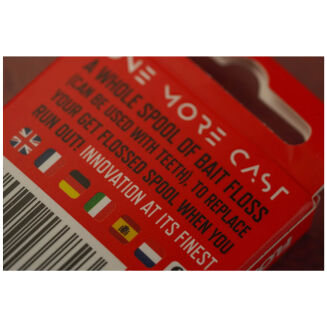 ONE MORE CAST
A WHOLE SPOOL OF BAIT FLOSS
(CAN BE USED WITH TEETH), TO REPLACE
YOUR GET FLOSSED SPOOL WHEN YOU
RUN OUT! INNOVATION AT ITS FINEST